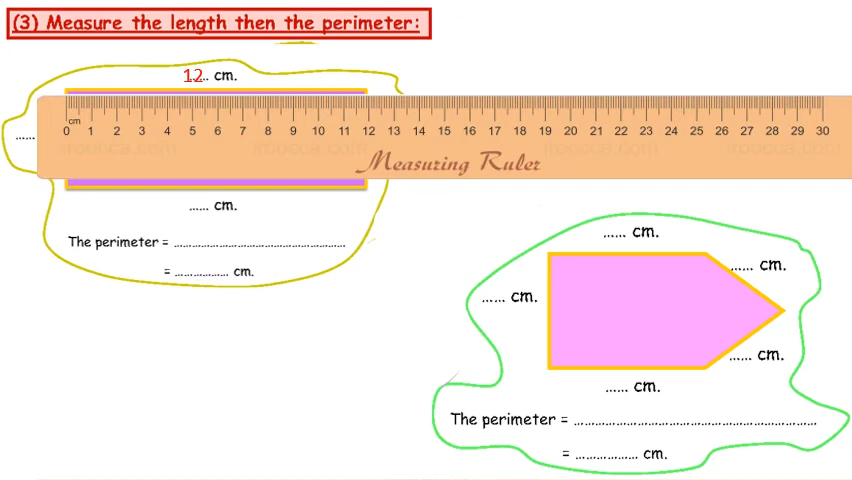 (3) Measure the length then the perimeter:
12... cm.
......
cm
0 1 2 3 4 5 6 7 8 9 10 11 12 13 14 15 16 17 18 19 20 21 22 23 24 25 26 27 28 29 30
Measuring Ruler
...... cm.
The perimeter = ......................................................
= .................. cm.
...... cm.
...... cm.
...... cm.
...... cm.
...... cm.
The perimeter = ......................................................
= .................. cm.